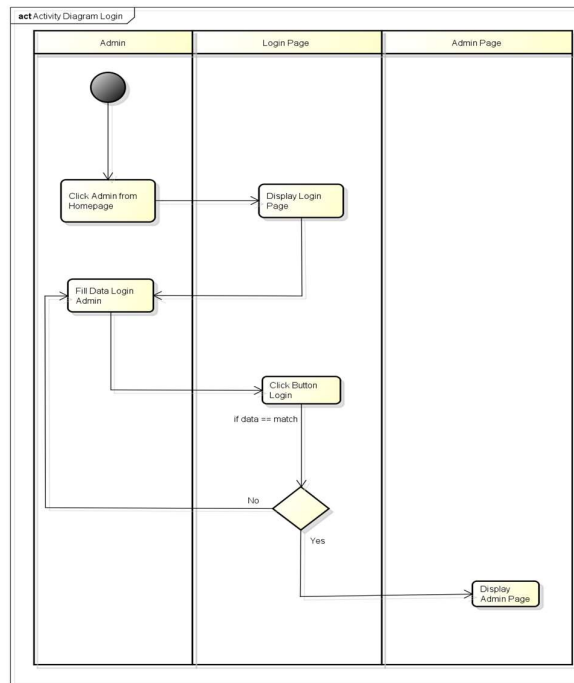 act Activity Diagram Login
Admin
Login Page
Admin Page
Click Admin from
Homepage
Display Login
Page
Fill Data Login
Admin
Click Button
Login
if data == match
No
Yes
Display
Admin Page